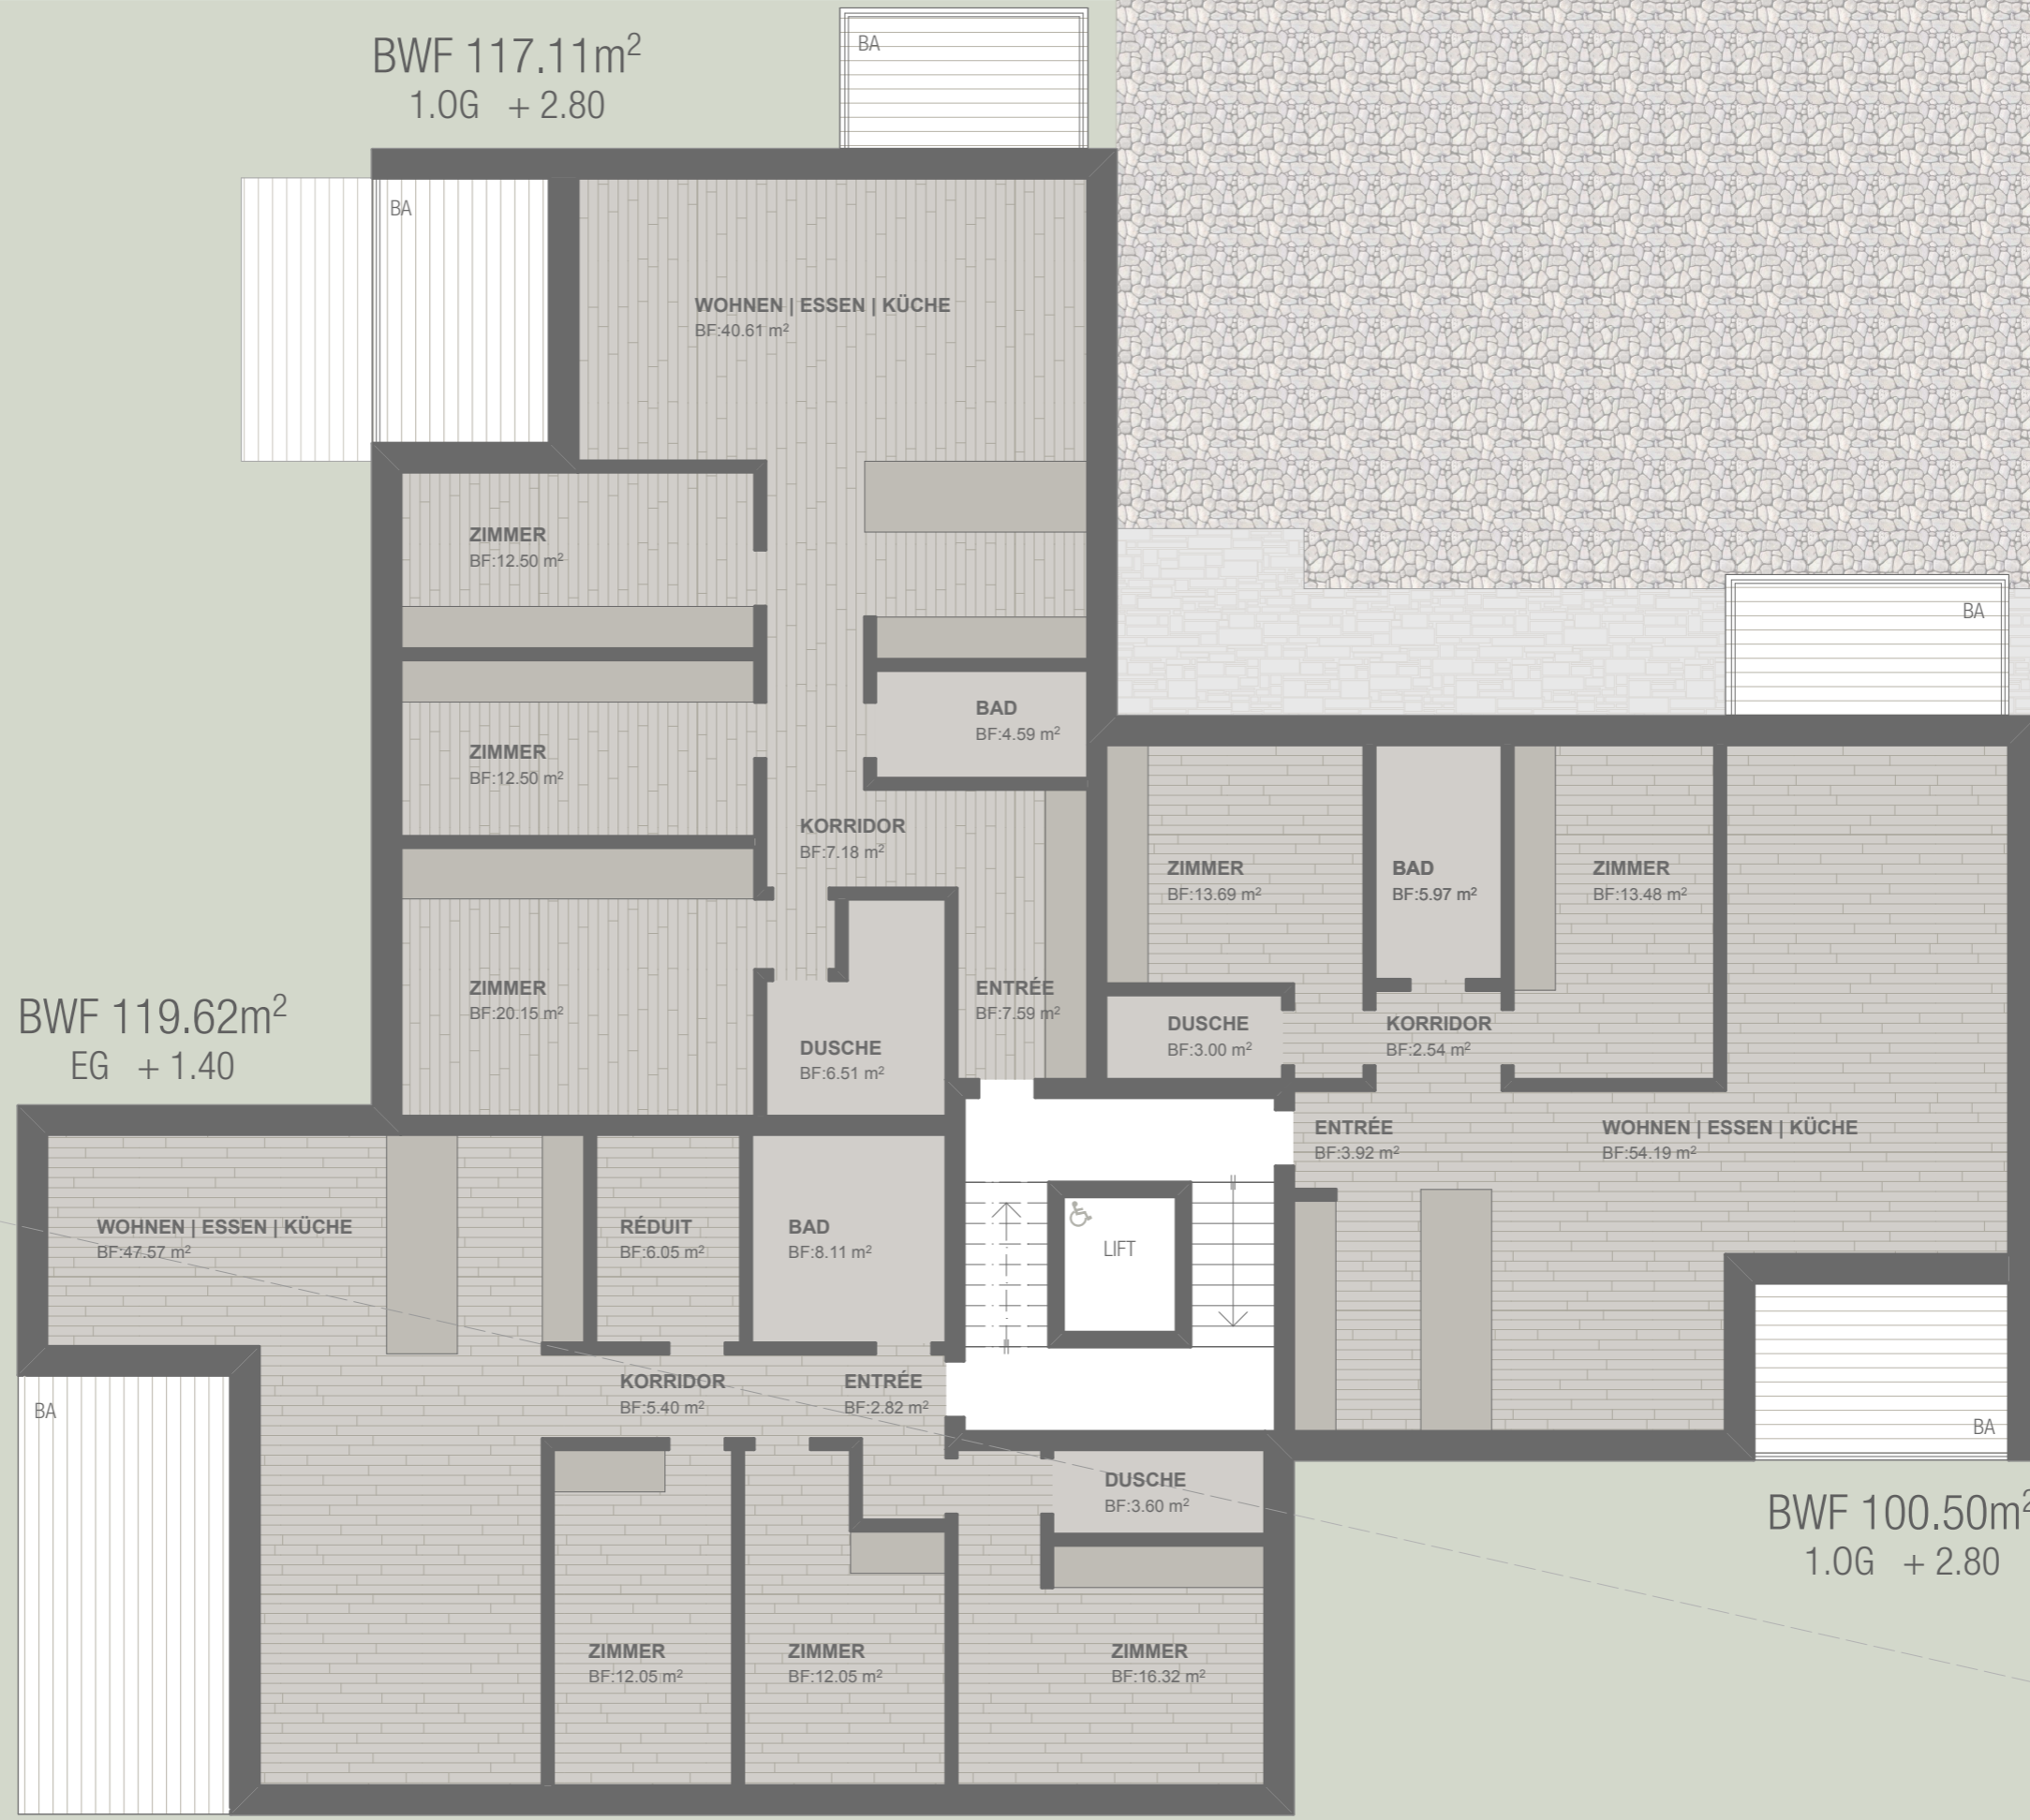 BWF 117.11m²
1.OG + 2.80
BA
BA
WOHNEN | ESSEN | KÜCHE
BF:40.61 m²
ZIMMER
BF:12.50 m²
BA
BAD
BF:4.59 m²
ZIMMER
BF:12.50 m²
KORRIDOR
BF:7.18 m²
ZIMMER
BF:13.69 m²
BAD
BF:5.97 m²
ZIMMER
BF:13.48 m²
ZIMMER
BF:20.15 m²
ENTRÉE
BF:7.59 m²
BWF 119.62m²
EG + 1.40
DUSCHE
BF:6.51 m²
DUSCHE
BF:3.00 m²
KORRIDOR
BF:2.54 m²
ENTRÉE
BF:3.92 m²
WOHNEN | ESSEN | KÜCHE
BF:54.19 m²
WOHNEN | ESSEN | KÜCHE
BF:47.57 m²
RÉDUIT
BF:6.05 m²
BAD
BF:8.11 m²
LIFT
BA
KORRIDOR
BF:5.40 m²
ENTRÉE
BF:2.82 m²
BA
DUSCHE
BF:3.60 m²
BWF 100.50m²
1.OG + 2.80
ZIMMER
BF:12.05 m²
ZIMMER
BF:12.05 m²
ZIMMER
BF:16.32 m²